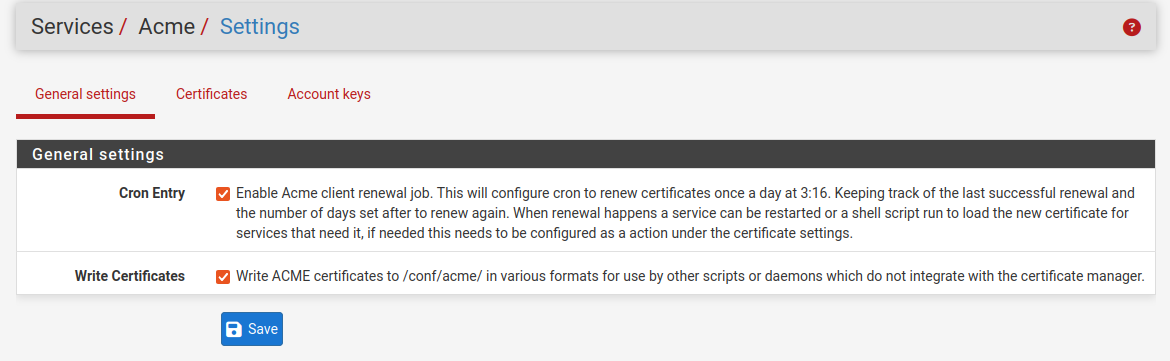 Services / Acme / Settings
?
General settings Certificates Account keys
General settings
Cron Entry Enable Acme client renewal job. This will configure cron to renew certificates once a day at 3:16. Keeping track of the last successful renewal and
the number of days set after to renew again. When renewal happens a service can be restarted or a shell script run to load the new certificate for
services that need it, if needed this needs to be configured as a action under the certificate settings.
Write Certificates Write ACME certificates to /conf/acme/ in various formats for use by other scripts or daemons which do not integrate with the certificate manager.
Save